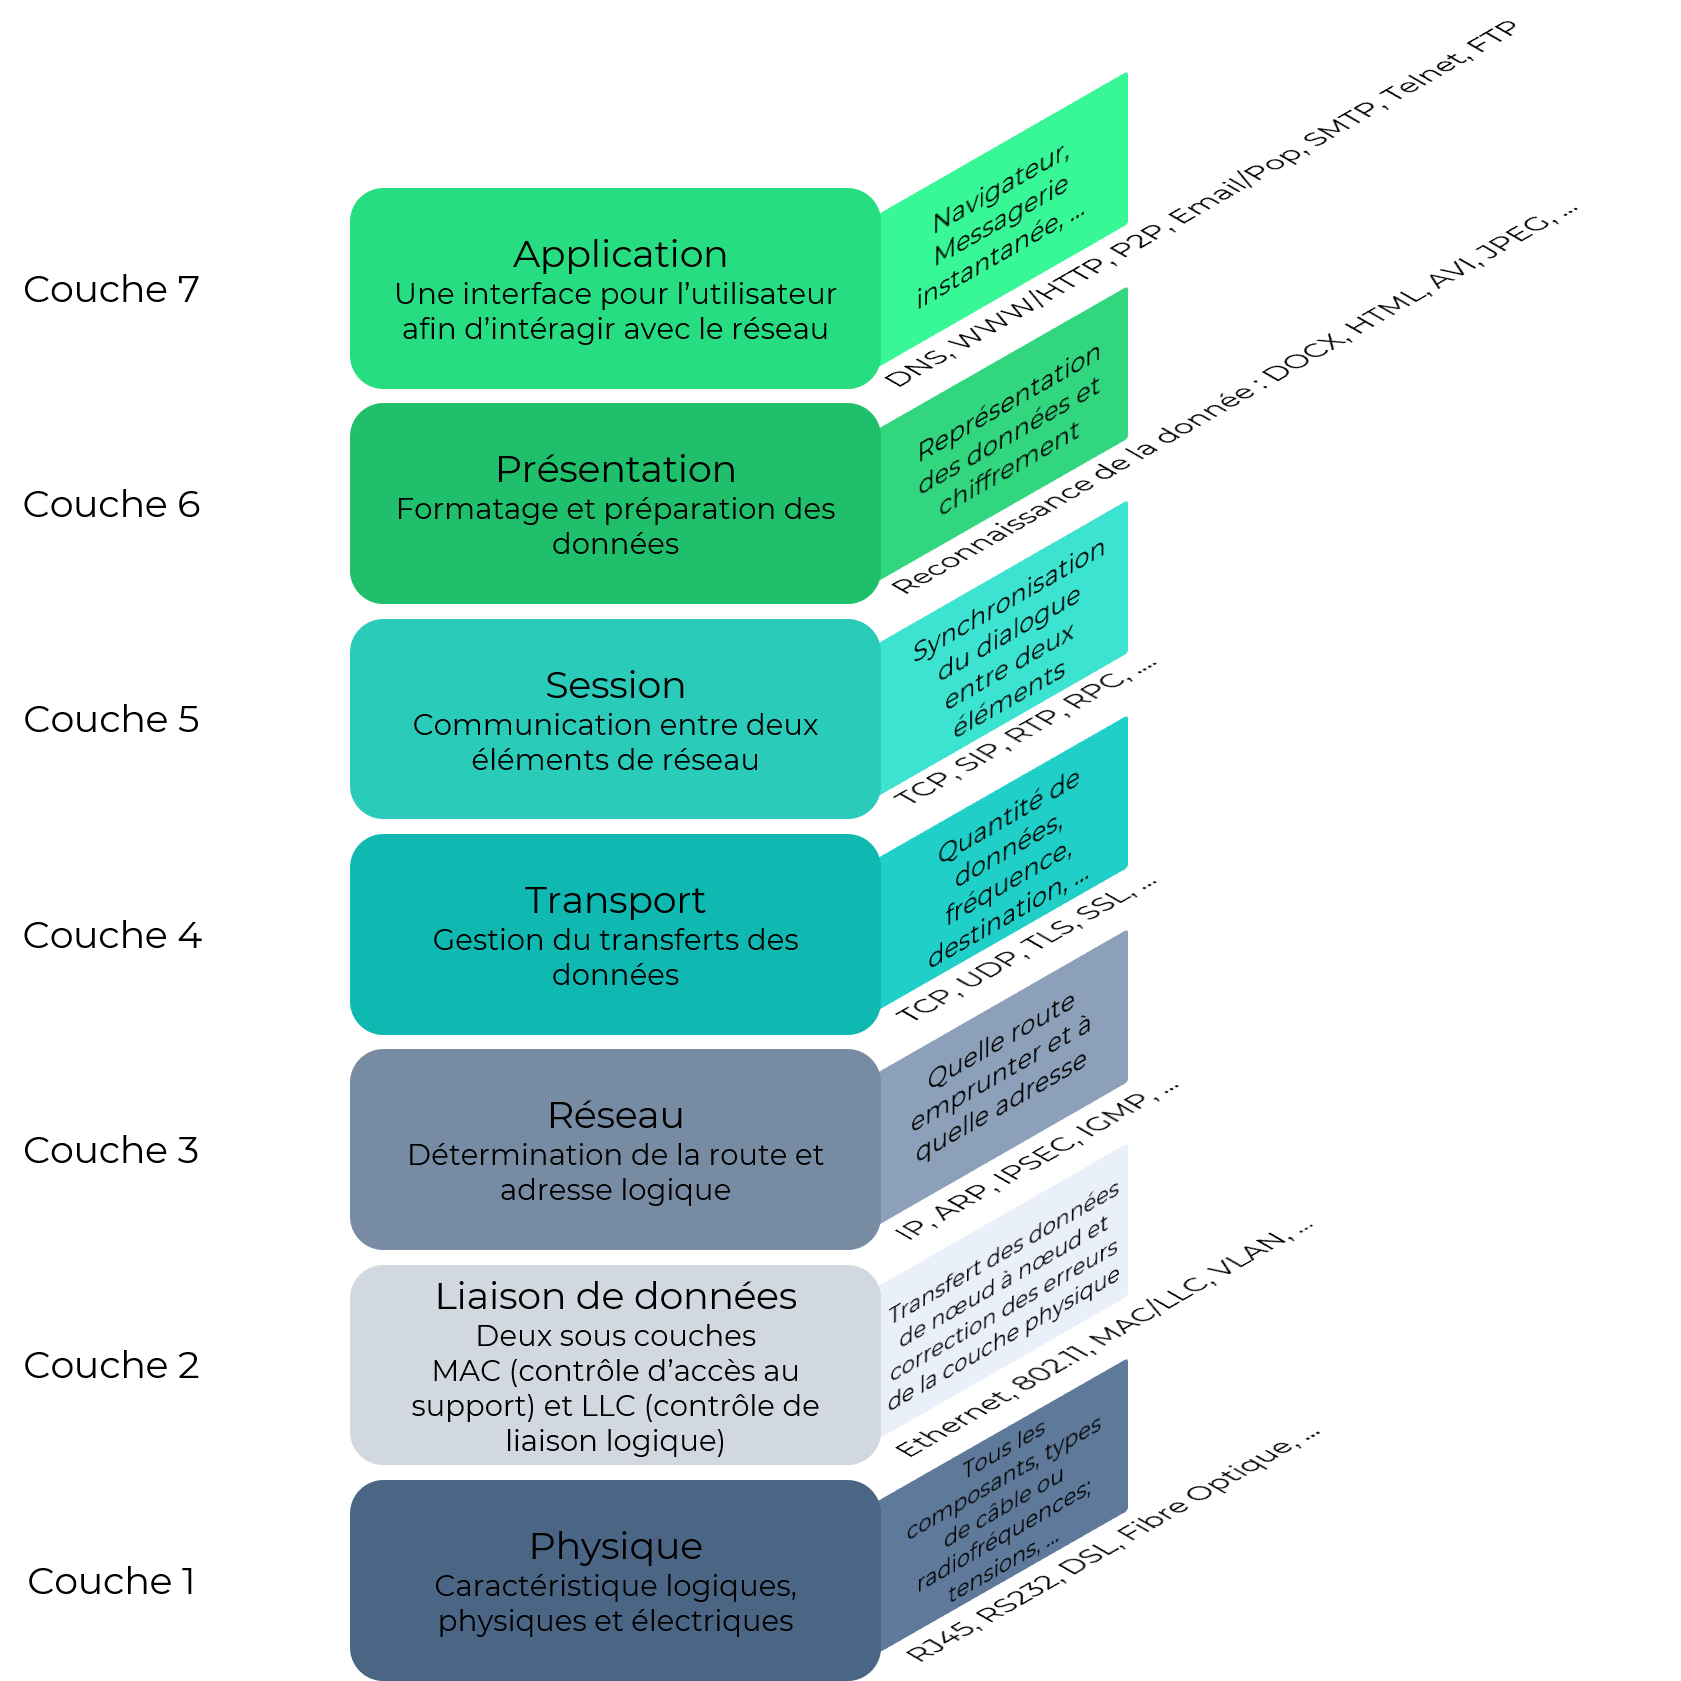 Couche 7
Application
Une interface pour l’utilisateur
afin d’intéragir avec le réseau
Navigateur,
Messagerie
instantanée, ...
DNS, WWW/HTTP, P2P, Email/Pop, SMTP, Telnet, FTP
Couche 6
Présentation
Formatage et préparation des
données
Représentation
des données et
chiffrement
Reconnaissance de la donnée : DOCX, HTML, AVI, JPEG, ...
Couche 5
Session
Communication entre deux
éléments de réseau
Synchronisation
du dialogue
entre deux
éléments
TCP, SIP, RTP, RPC, ....
Couche 4
Transport
Gestion du transferts des
données
Quantité de
données,
fréquence,
destination, ...
TCP, UDP, TLS, SSL, ...
Couche 3
Réseau
Détermination de la route et
adresse logique
Quelle route
emprunter et à
quelle adresse
IP, ARP, IPSEC, IGMP, ...
Couche 2
Liaison de données
Deux sous couches
MAC (contrôle d’accès au
support) et LLC (contrôle de
liaison logique)
Transfert des données
de nœud à nœud et
correction des erreurs
de la couche physique
Ethernet, 802.11, MAC/LLC, VLAN, ...
Couche 1
Physique
Caractéristique logiques,
physiques et électriques
Tous les
composants, types
de câble ou
radiofréquences;
tensions, ...
RJ45, RS232, DSL, Fibre Optique, ...